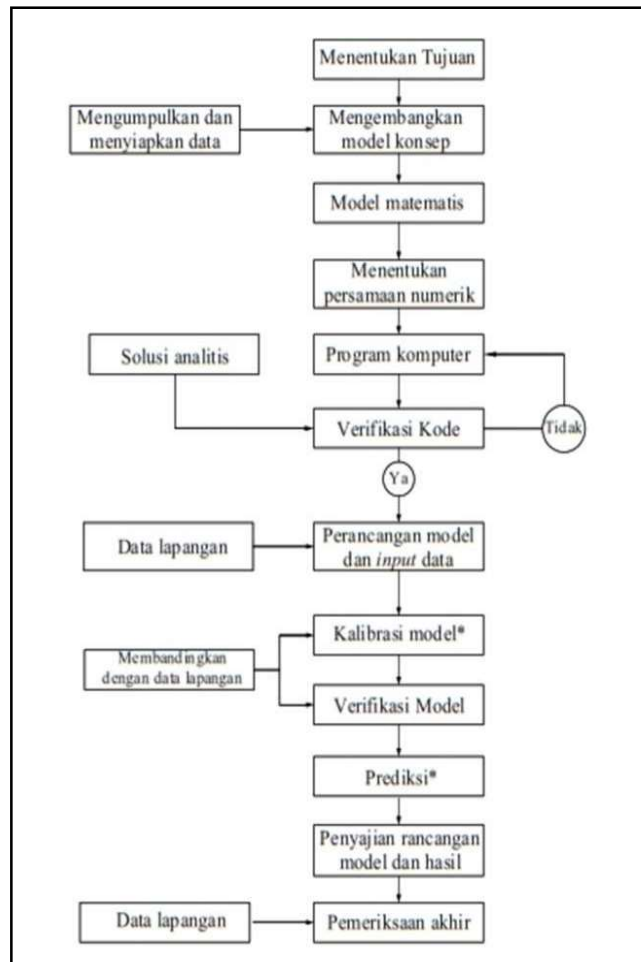 Menentukan Tujuan
Mengumpulkan dan
menyiapkan data
Mengembangkan
model konsep
Model matematis
Menentukan
persamaan numerik
Solusi analitis
Program komputer
Verifikasi Kode
Tidak
Ya
Data lapangan
Perancangan model
dan input data
Kalibrasi model*
Membandingkan
dengan data lapangan
Verifikasi Model
Prediksi*
Penyajian rancangan
model dan hasil
Data lapangan
Pemeriksaan akhir